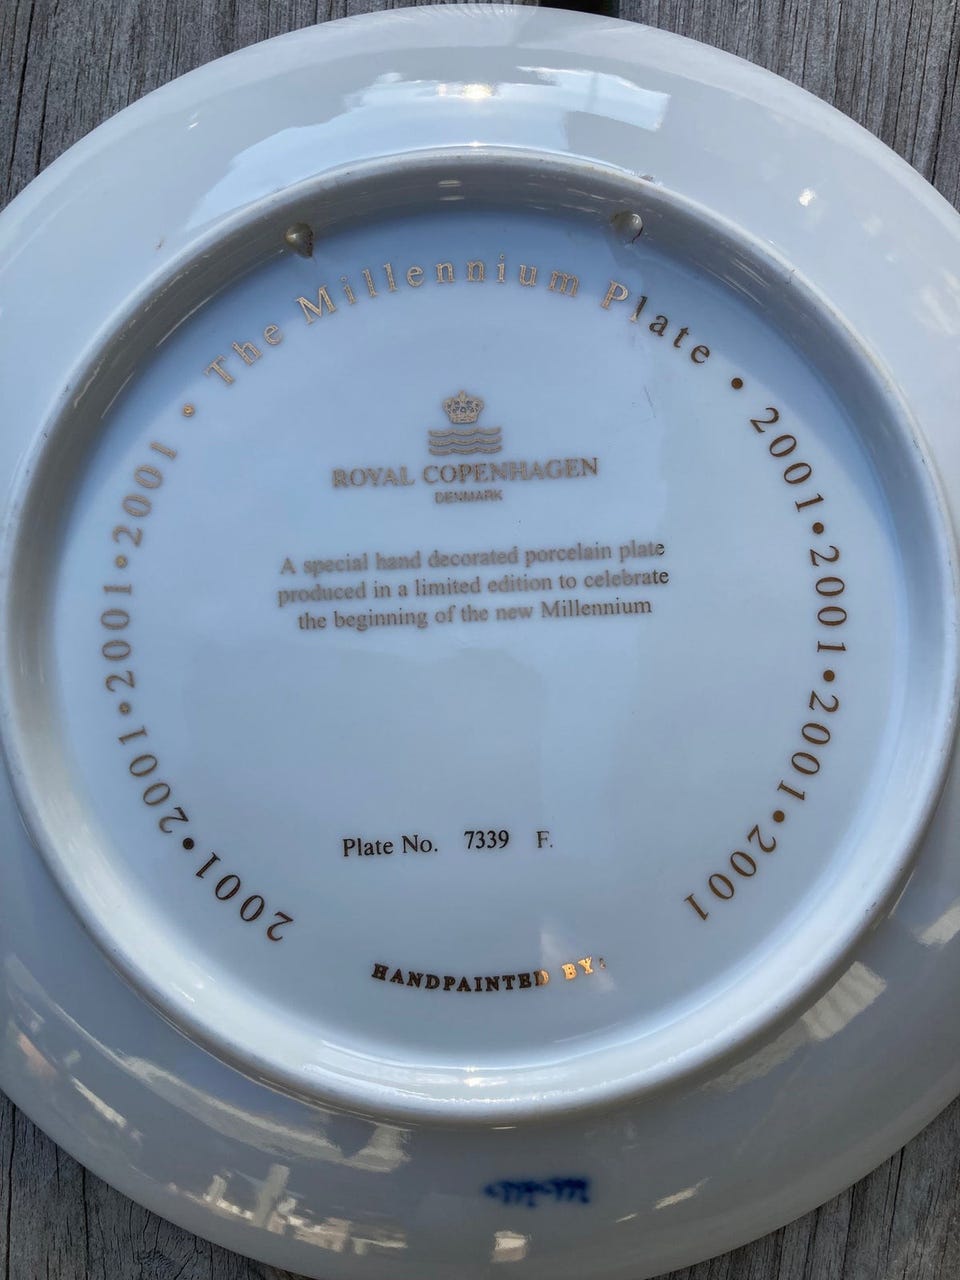 2001•2001•2001•2001 • The Millennium Plate • 2001•2001•2001•2001
ROYAL COPENHAGEN
DENMARK
A special hand decorated porcelain plate
produced in a limited edition to celebrate
the beginning of the new Millennium
Plate No. 7339 F.
HANDPAINTED BY: